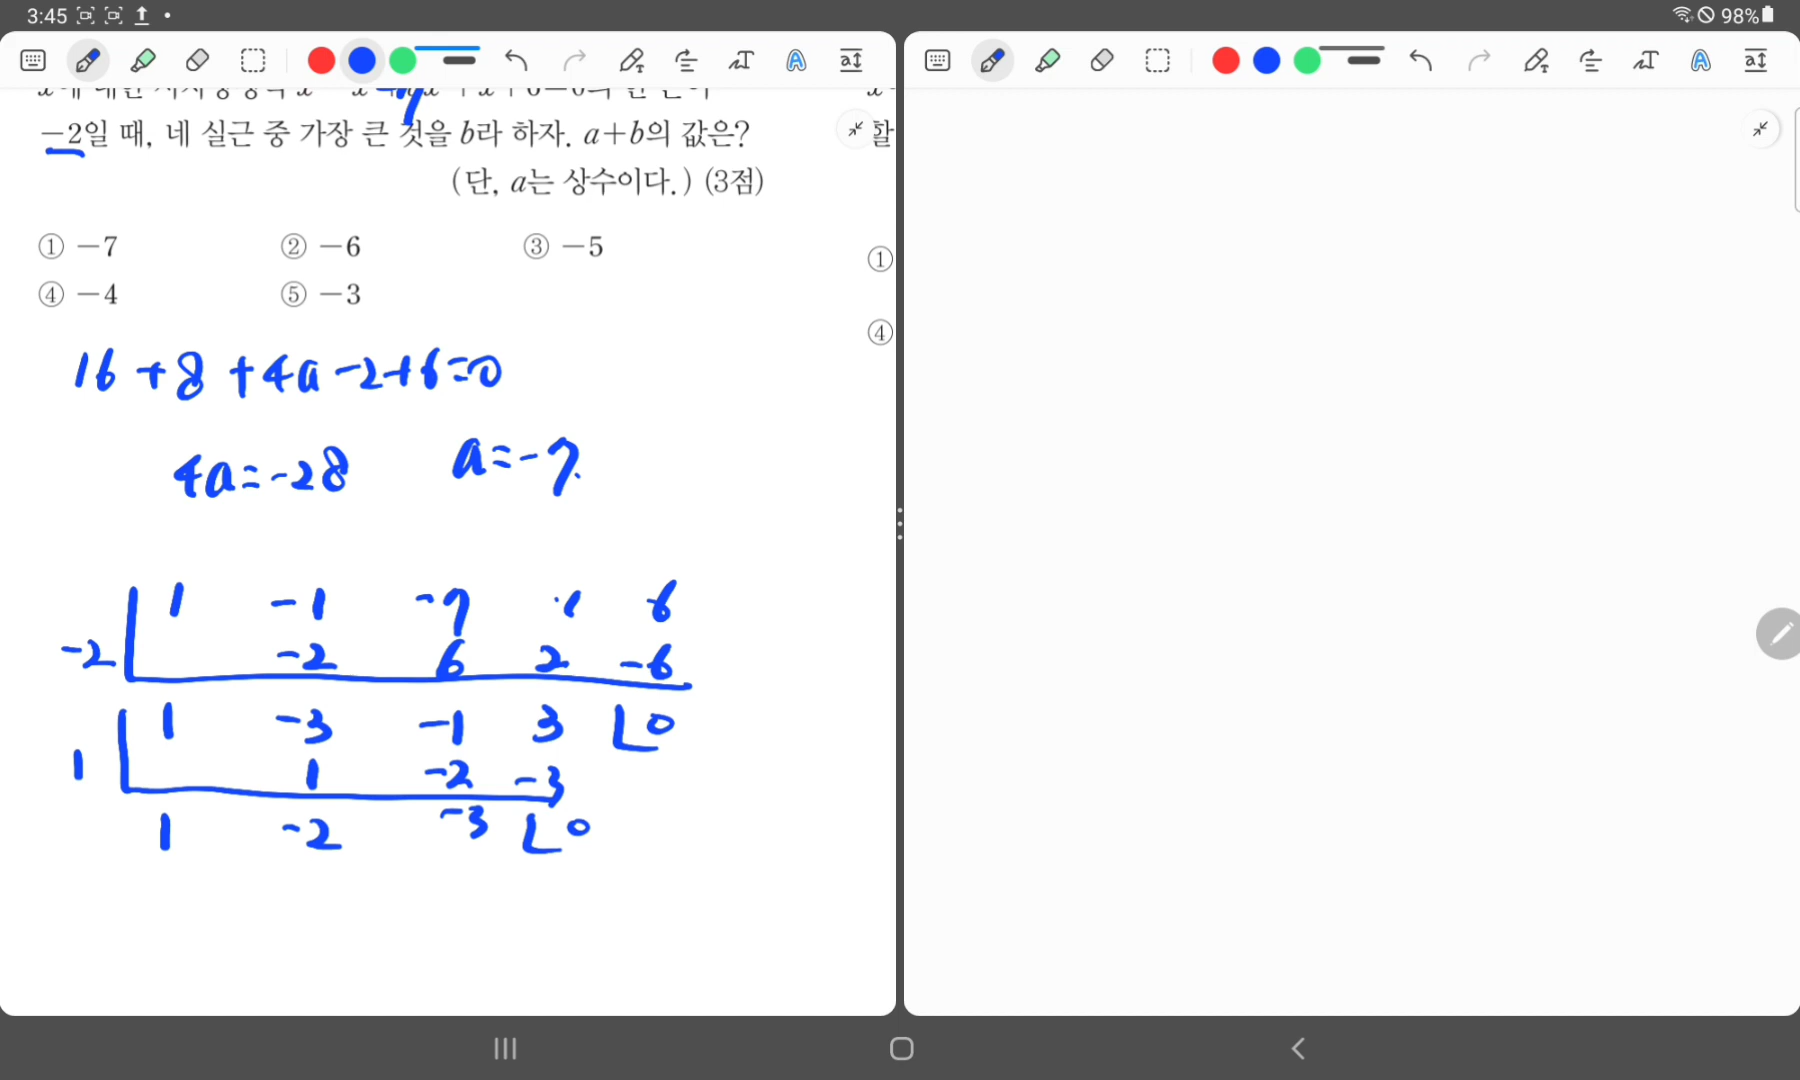 3:45 98%
-2일 때, 네 실근 중 가장 큰 것을 b라 하자. a+b의 값은?
할
(단, a는 상수이다.) (3점)
① -7 ② -6 ③ -5
①
④ -4 ⑤ -3
④
16+8+4a-2+6=0
4a=-28 a=-7
1 -1 -7 1 6
-2 -2 6 2 -6
1 -3 -1 3 0
1 1 -2 -3
1 -2 -3 0